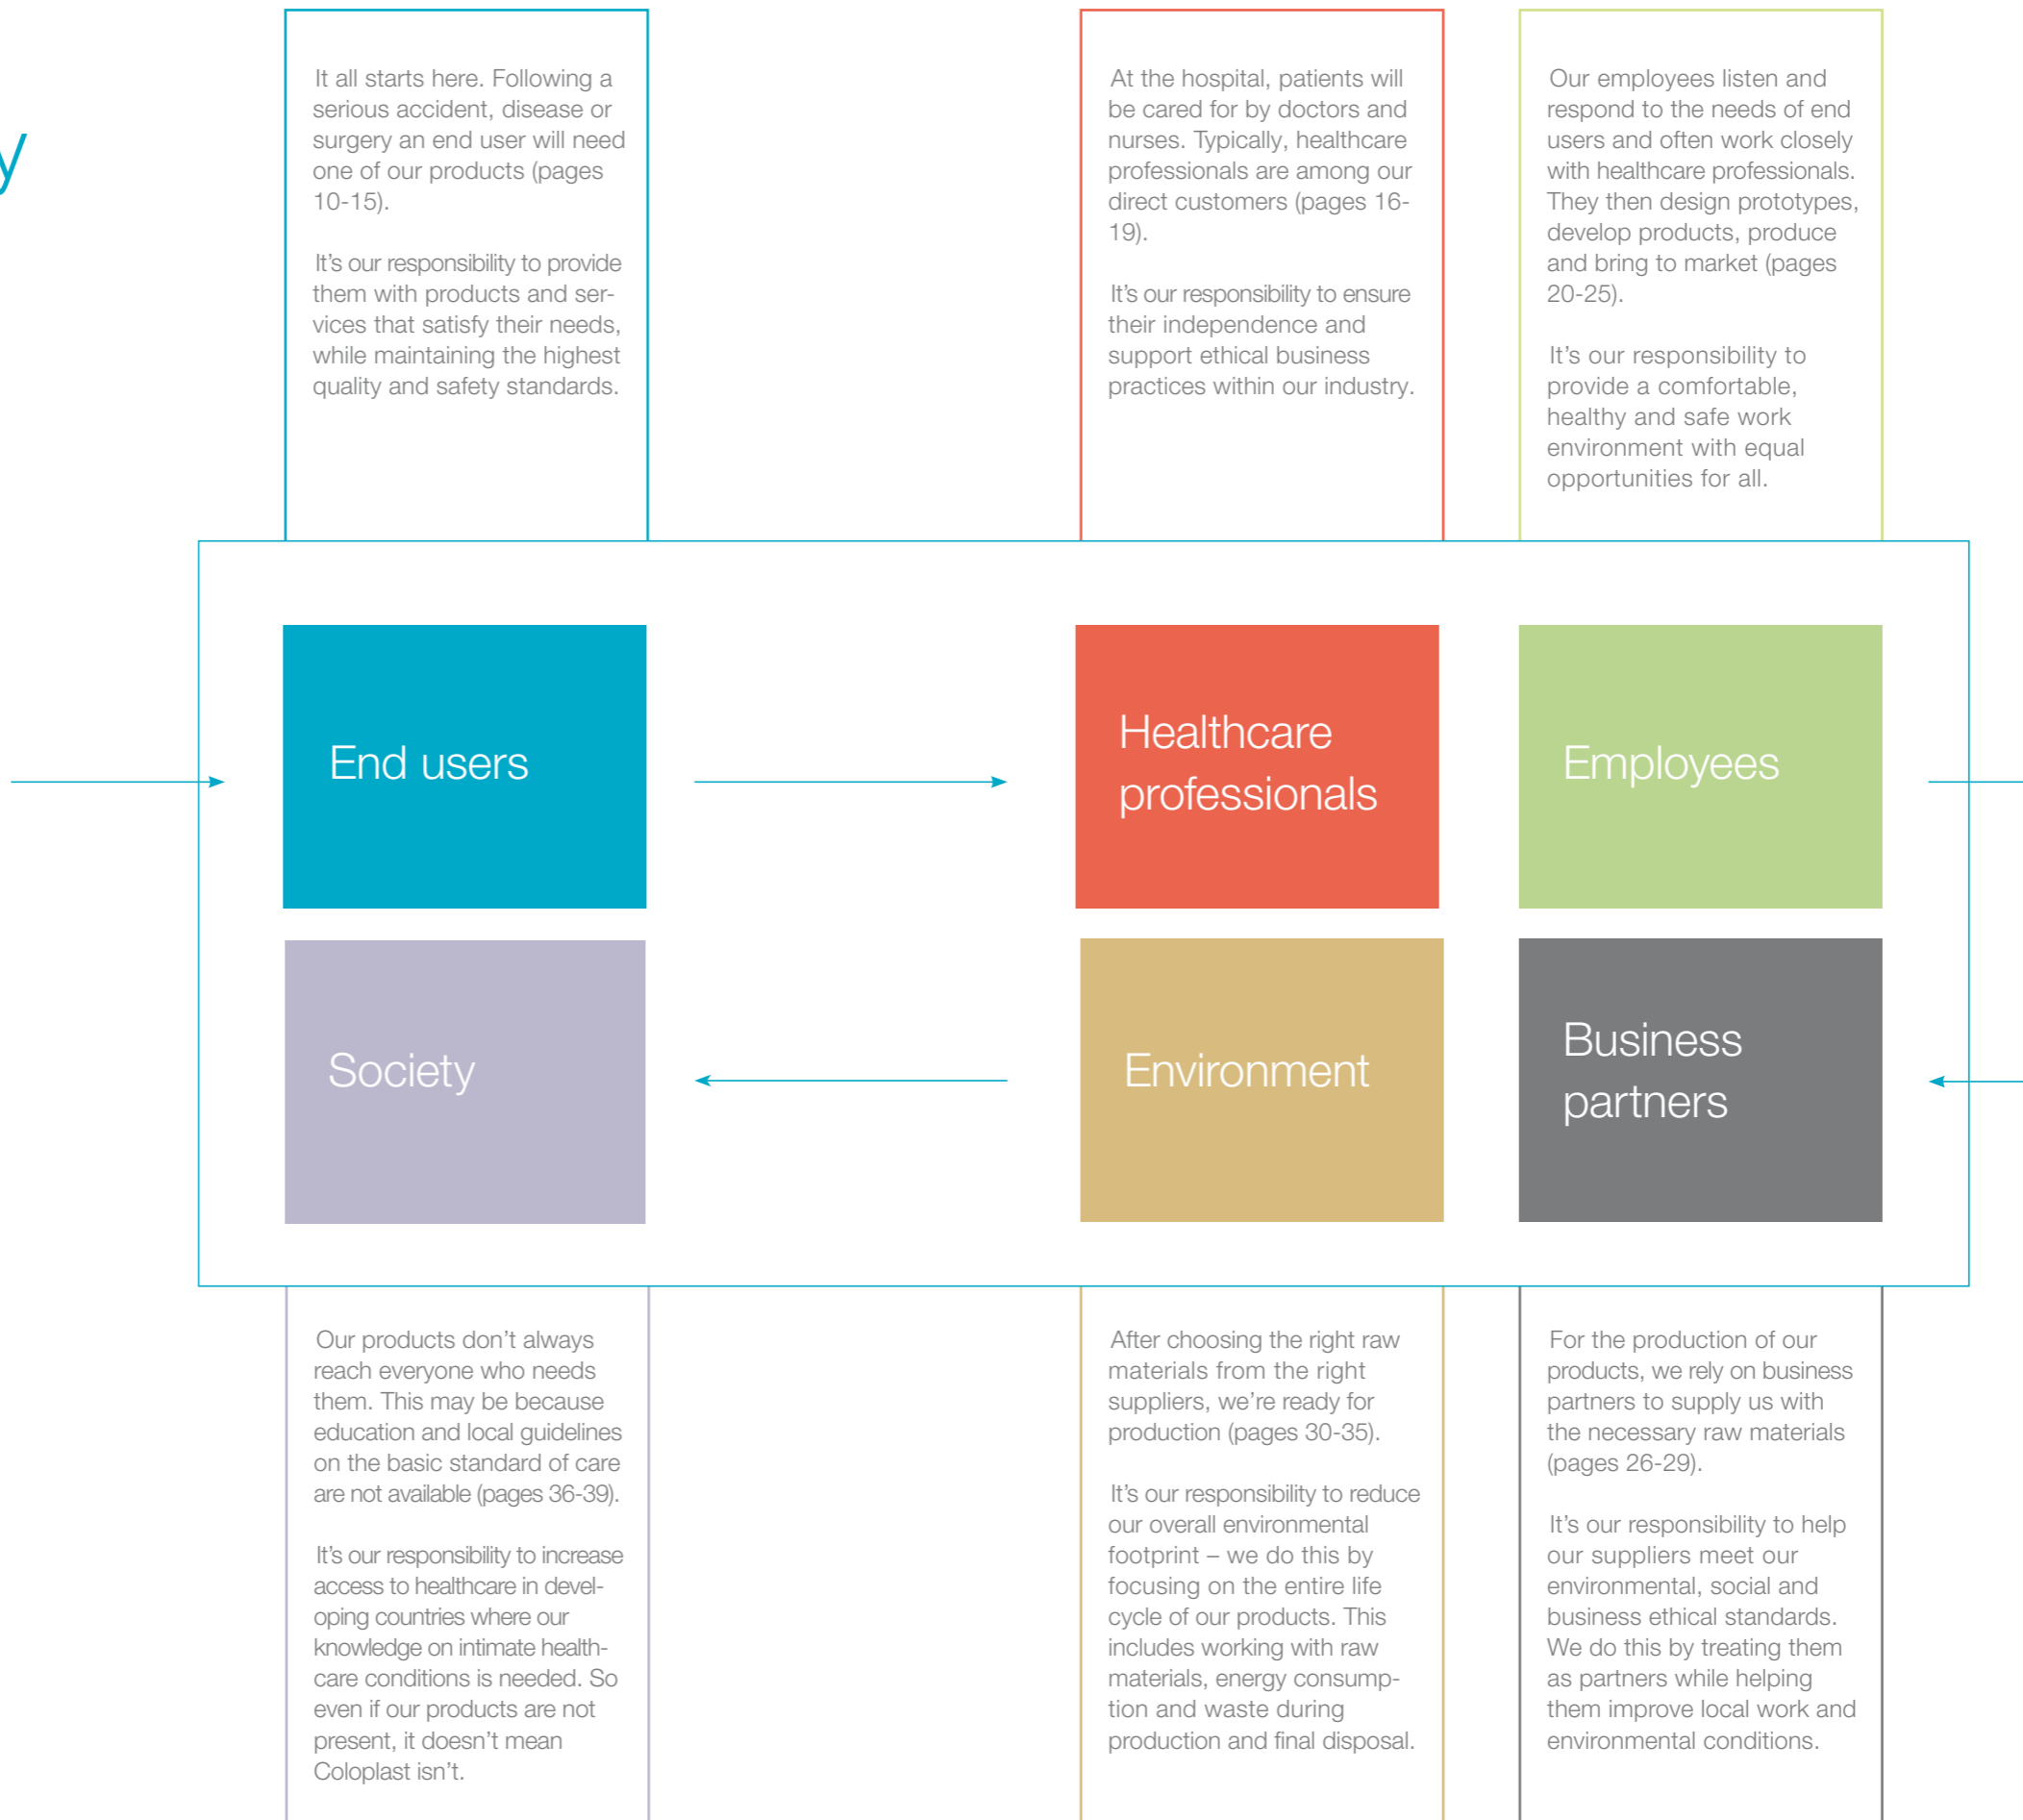 y
It all starts here. Following a
serious accident, disease or
surgery an end user will need
one of our products (pages
10-15).
It's our responsibility to provide
them with products and ser-
vices that satisfy their needs,
while maintaining the highest
quality and safety standards.
At the hospital, patients will
be cared for by doctors and
nurses. Typically, healthcare
professionals are among our
direct customers (pages 16-
19).
It's our responsibility to ensure
their independence and
support ethical business
practices within our industry.
Our employees listen and
respond to the needs of end
users and often work closely
with healthcare professionals.
They then design prototypes,
develop products, produce
and bring to market (pages
20-25).
It's our responsibility to
provide a comfortable,
healthy and safe work
environment with equal
opportunities for all.
End users
Healthcare
professionals
Employees
Society
Environment
Business
partners
Our products don't always
reach everyone who needs
them. This may be because
education and local guidelines
on the basic standard of care
are not available (pages 36-39).
It's our responsibility to increase
access to healthcare in devel-
oping countries where our
knowledge on intimate health-
care conditions is needed. So
even if our products are not
present, it doesn't mean
Coloplast isn't.
After choosing the right raw
materials from the right
suppliers, we're ready for
production (pages 30-35).
It's our responsibility to reduce
our overall environmental
footprint – we do this by
focusing on the entire life
cycle of our products. This
includes working with raw
materials, energy consump-
tion and waste during
production and final disposal.
For the production of our
products, we rely on business
partners to supply us with
the necessary raw materials
(pages 26-29).
It's our responsibility to help
our suppliers meet our
environmental, social and
business ethical standards.
We do this by treating them
as partners while helping
them improve local work and
environmental conditions.